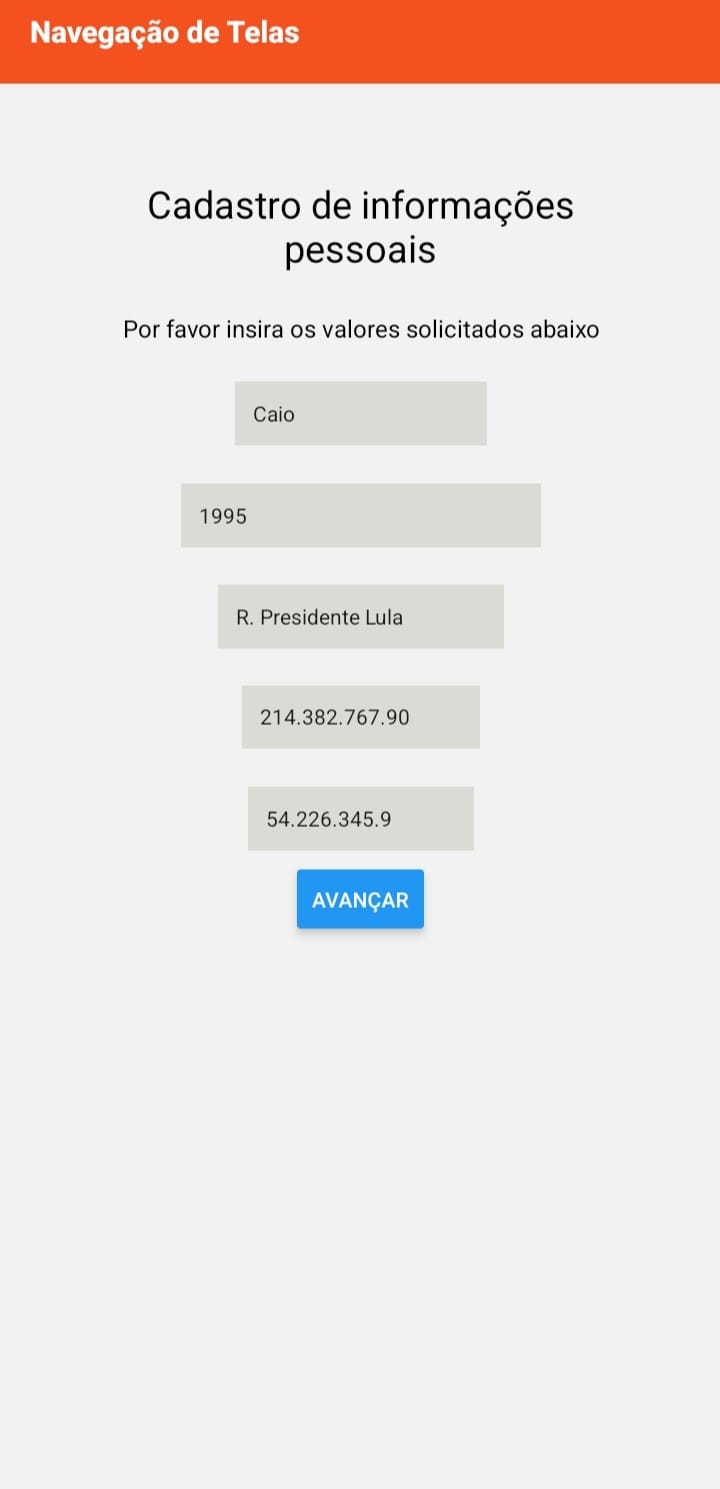 Navegação de Telas
Cadastro de informações
pessoais
Por favor insira os valores solicitados abaixo
Caio
1995
R. Presidente Lula
214.382.767.90
54.226.345.9
AVANÇAR